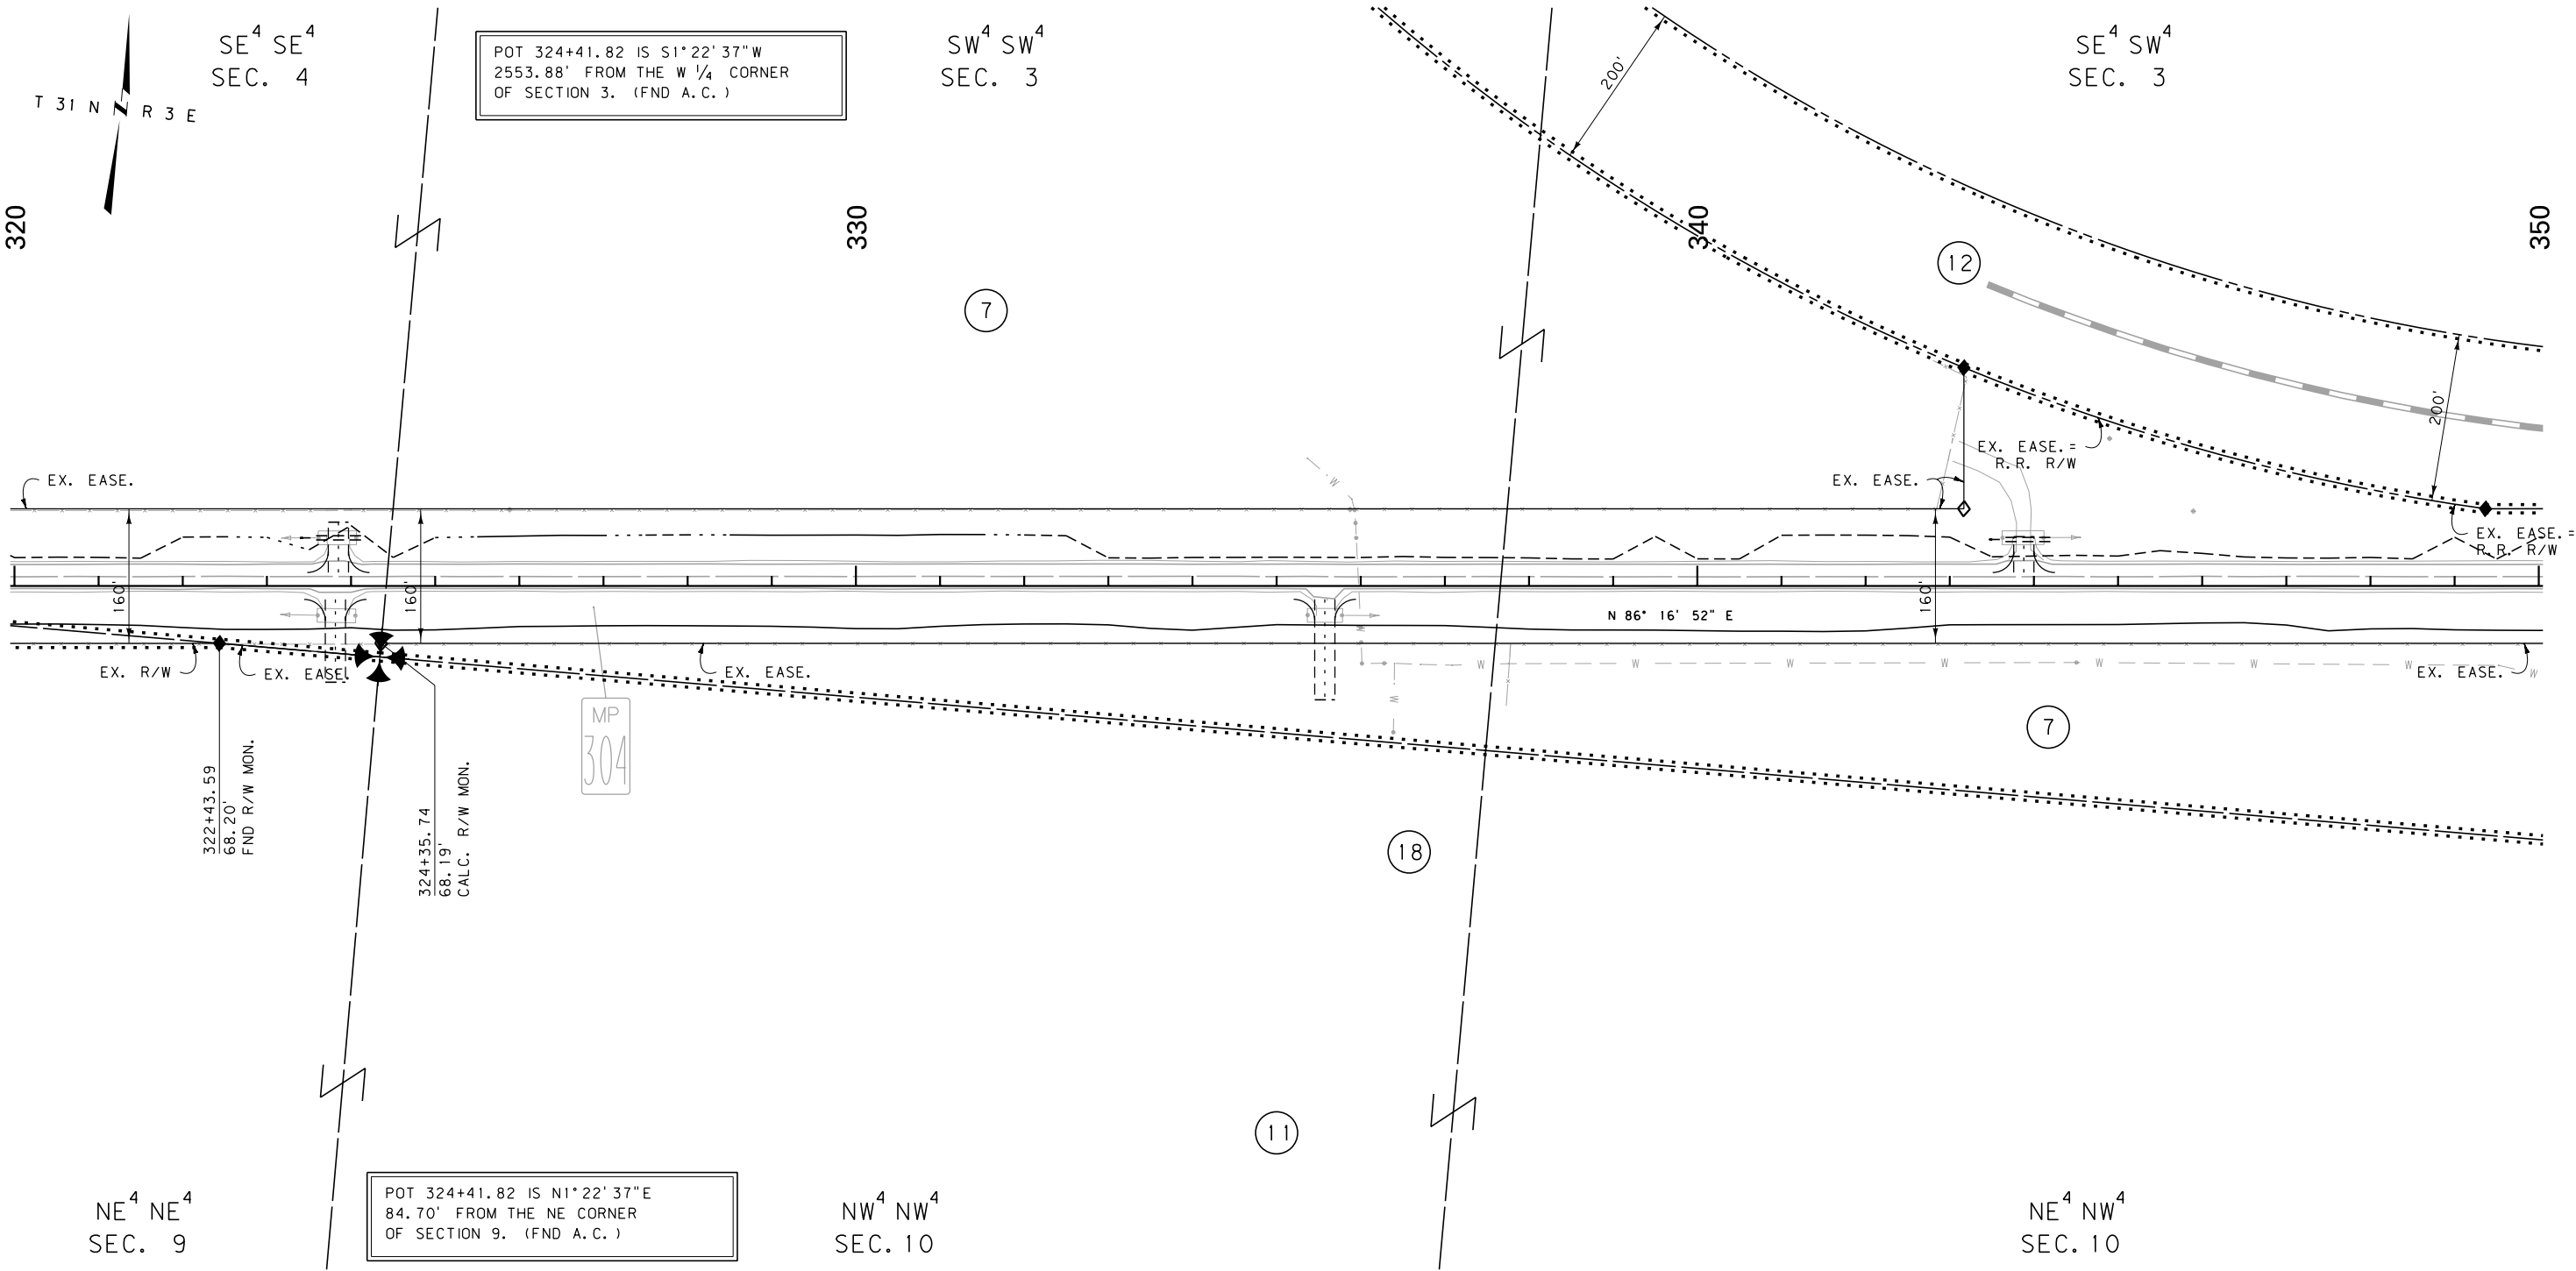 SE4 SE4
SEC. 4
T 31 N R 3 E
POT 324+41.82 IS S1°22'37"W
2553.88' FROM THE W 1/4 CORNER
OF SECTION 3. (FND A.C.)
SW4 SW4
SEC. 3
SE4 SW4
SEC. 3
200'
320
330
340
350
7
12
200'
EX. EASE.=
R.R. R/W
EX. EASE.
EX. EASE.
EX. EASE.=
R.R. R/W
W
160'
160'
160'
N 86° 16' 52" E
W
EX. R/W
EX. EASE.
EX. EASE.
W W W W W W W W
EX. EASE.
W
MP
304
7
322+43.59
68.20'
FND R/W MON.
324+35.74
68.19'
CALC. R/W MON.
18
11
NE4 NE4
SEC. 9
POT 324+41.82 IS N1°22'37"E
84.70' FROM THE NE CORNER
OF SECTION 9. (FND A.C.)
NW4 NW4
SEC. 10
NE4 NW4
SEC. 10